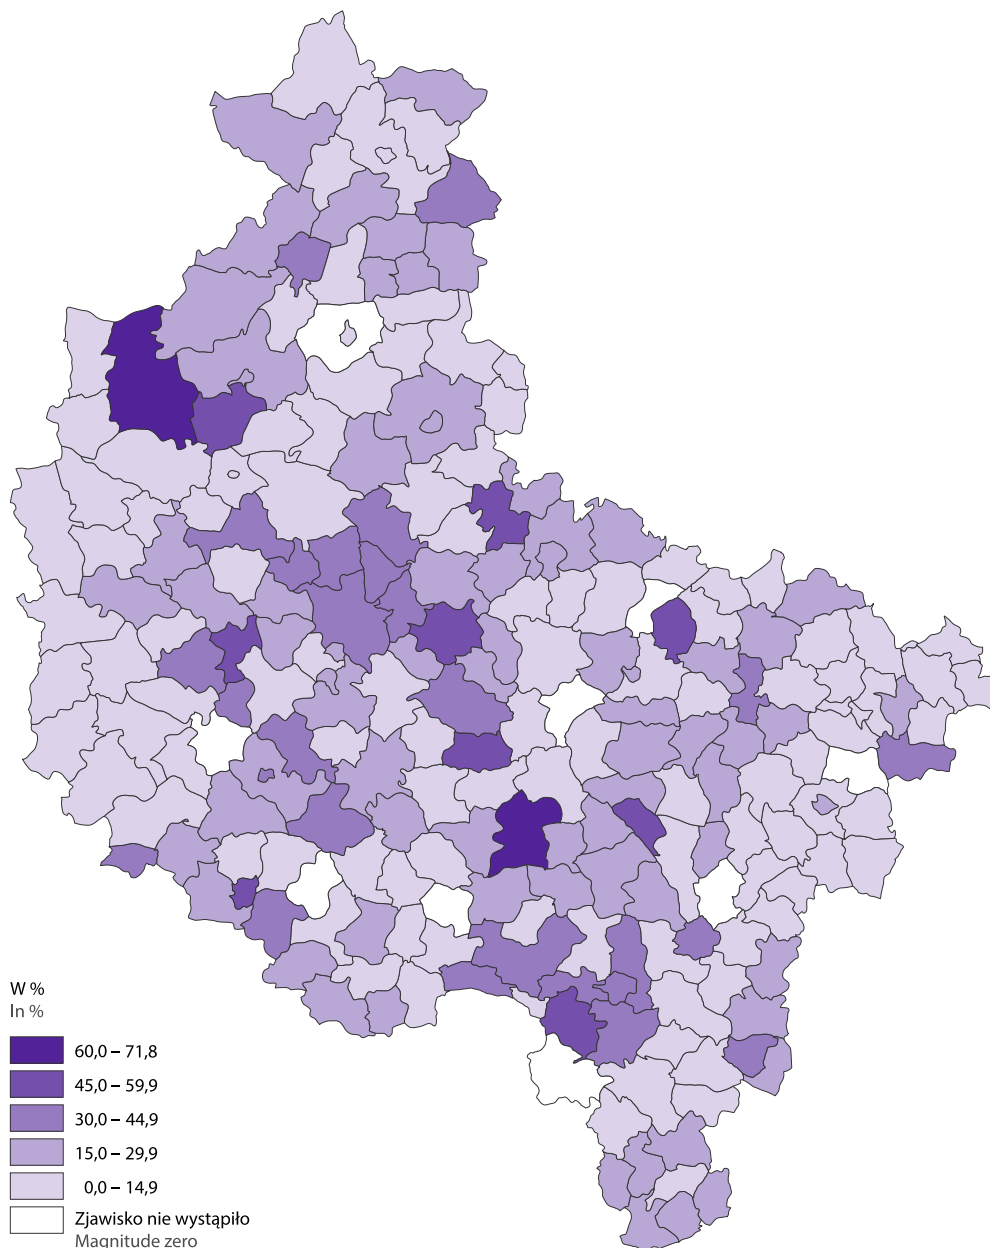 W %
In %
60,0 – 71,8
45,0 – 59,9
30,0 – 44,9
15,0 – 29,9
0,0 – 14,9
Zjawisko nie wystąpiło
Magnitude zero